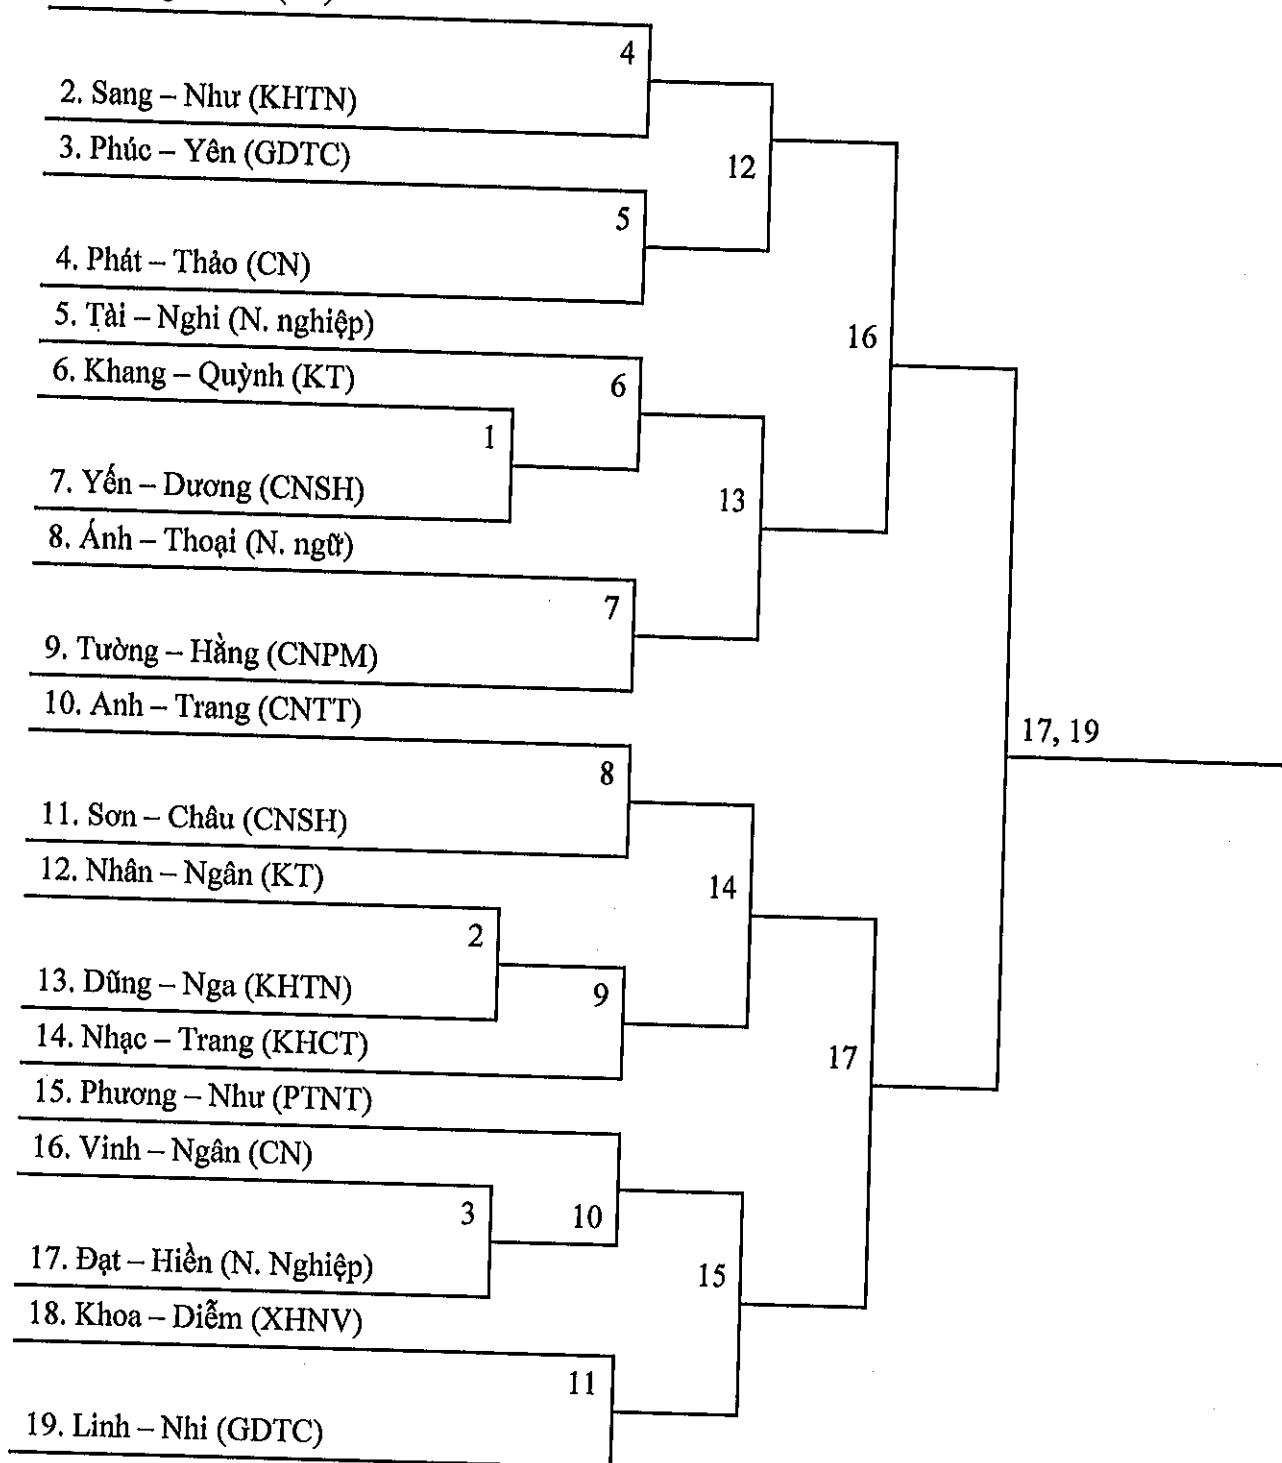 4
2. Sang – Như (KHTN)
3. Phúc – Yên (GDTC)
12
5
4. Phát – Thảo (CN)
5. Tài – Nghi (N. nghiệp)
16
6. Khang – Quỳnh (KT)
6
1
7. Yến – Dương (CNSH)
13
8. Ánh – Thoại (N. ngữ)
7
9. Tường – Hằng (CNPM)
10. Anh – Trang (CNTT)
17, 19
8
11. Sơn – Châu (CNSH)
12. Nhân – Ngân (KT)
14
2
13. Dũng – Nga (KHTN)
9
14. Nhạc – Trang (KHCT)
17
15. Phương – Như (PTNT)
16. Vinh – Ngân (CN)
3
10
17. Đạt – Hiền (N. Nghiệp)
15
18. Khoa – Diễm (XHNV)
11
19. Linh – Nhi (GDTC)